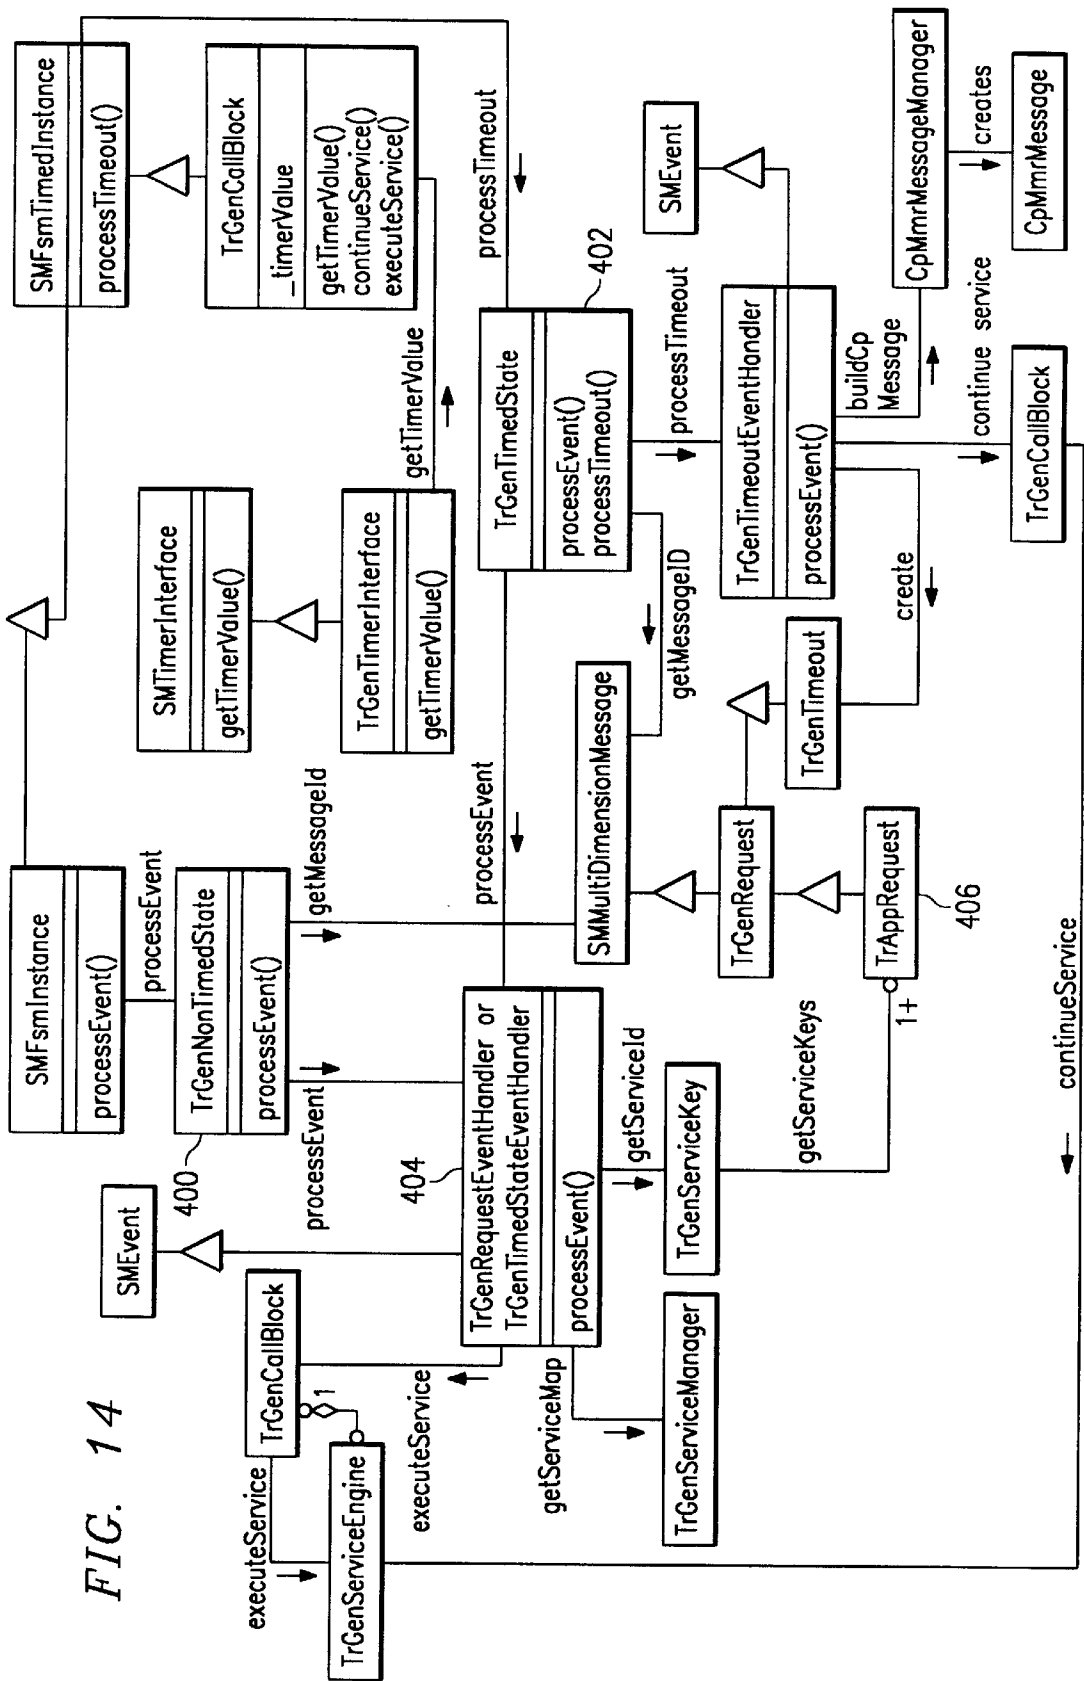 FIG. 14
SMFsmInstance
processEvent()
processEvent
TrGenNonTimedState
processEvent()
400
processEvent
getMessageId
SMEvent
TrGenCallBlock
1
executeService
TrGenServiceEngine
executeService
404
TrGenRequestEventHandler or
TrGenTimedStateEventHandler
processEvent()
getServiceMap
TrGenServiceManager
getServiceId
TrGenServiceKey
getServiceKeys
1+
SMFsmTimedInstance
processTimeout()
TrGenCallBlock
_timerValue
getTimerValue()
continueService()
executeService()
SMTimerInterface
getTimerValue()
TrGenTimerInterface
getTimerValue()
getTimerValue
processTimeout
TrGenTimedState
processEvent()
processTimeout()
402
processEvent
getMessageID
SMMultiDimensionMessage
TrGenRequest
TrAppRequest
406
TrGenTimeout
create
processTimeout
SMEvent
TrGenTimeoutEventHandler
processEvent()
buildCp
Message
CpMmrMessageManager
creates
CpMmrMessage
continue service
TrGenCallBlock
continueService